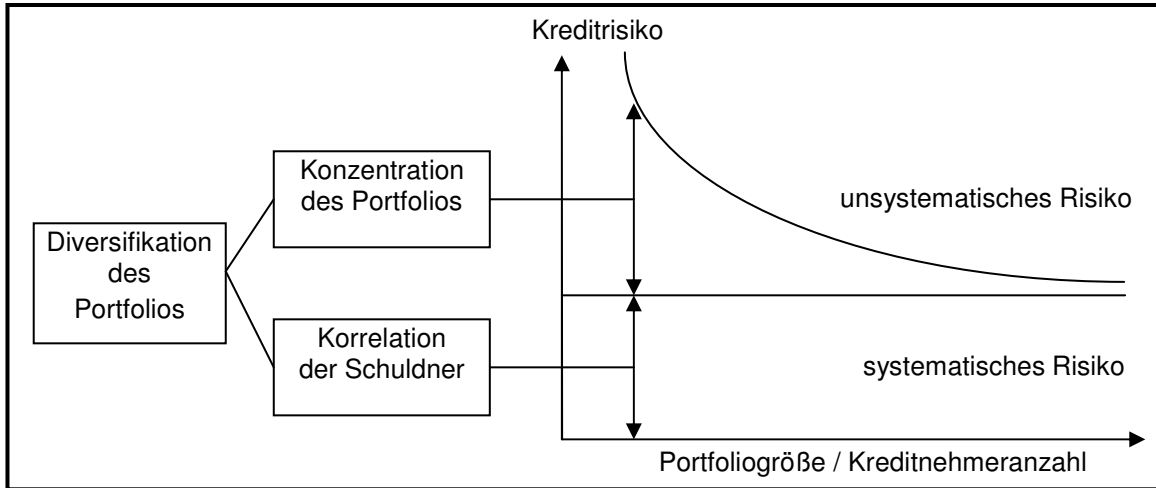 Kreditrisiko
Konzentration
des Portfolios
unsystematisches Risiko
Diversifikation
des
Portfolios
Korrelation
der Schuldner
systematisches Risiko
Portfoliogröße / Kreditnehmeranzahl